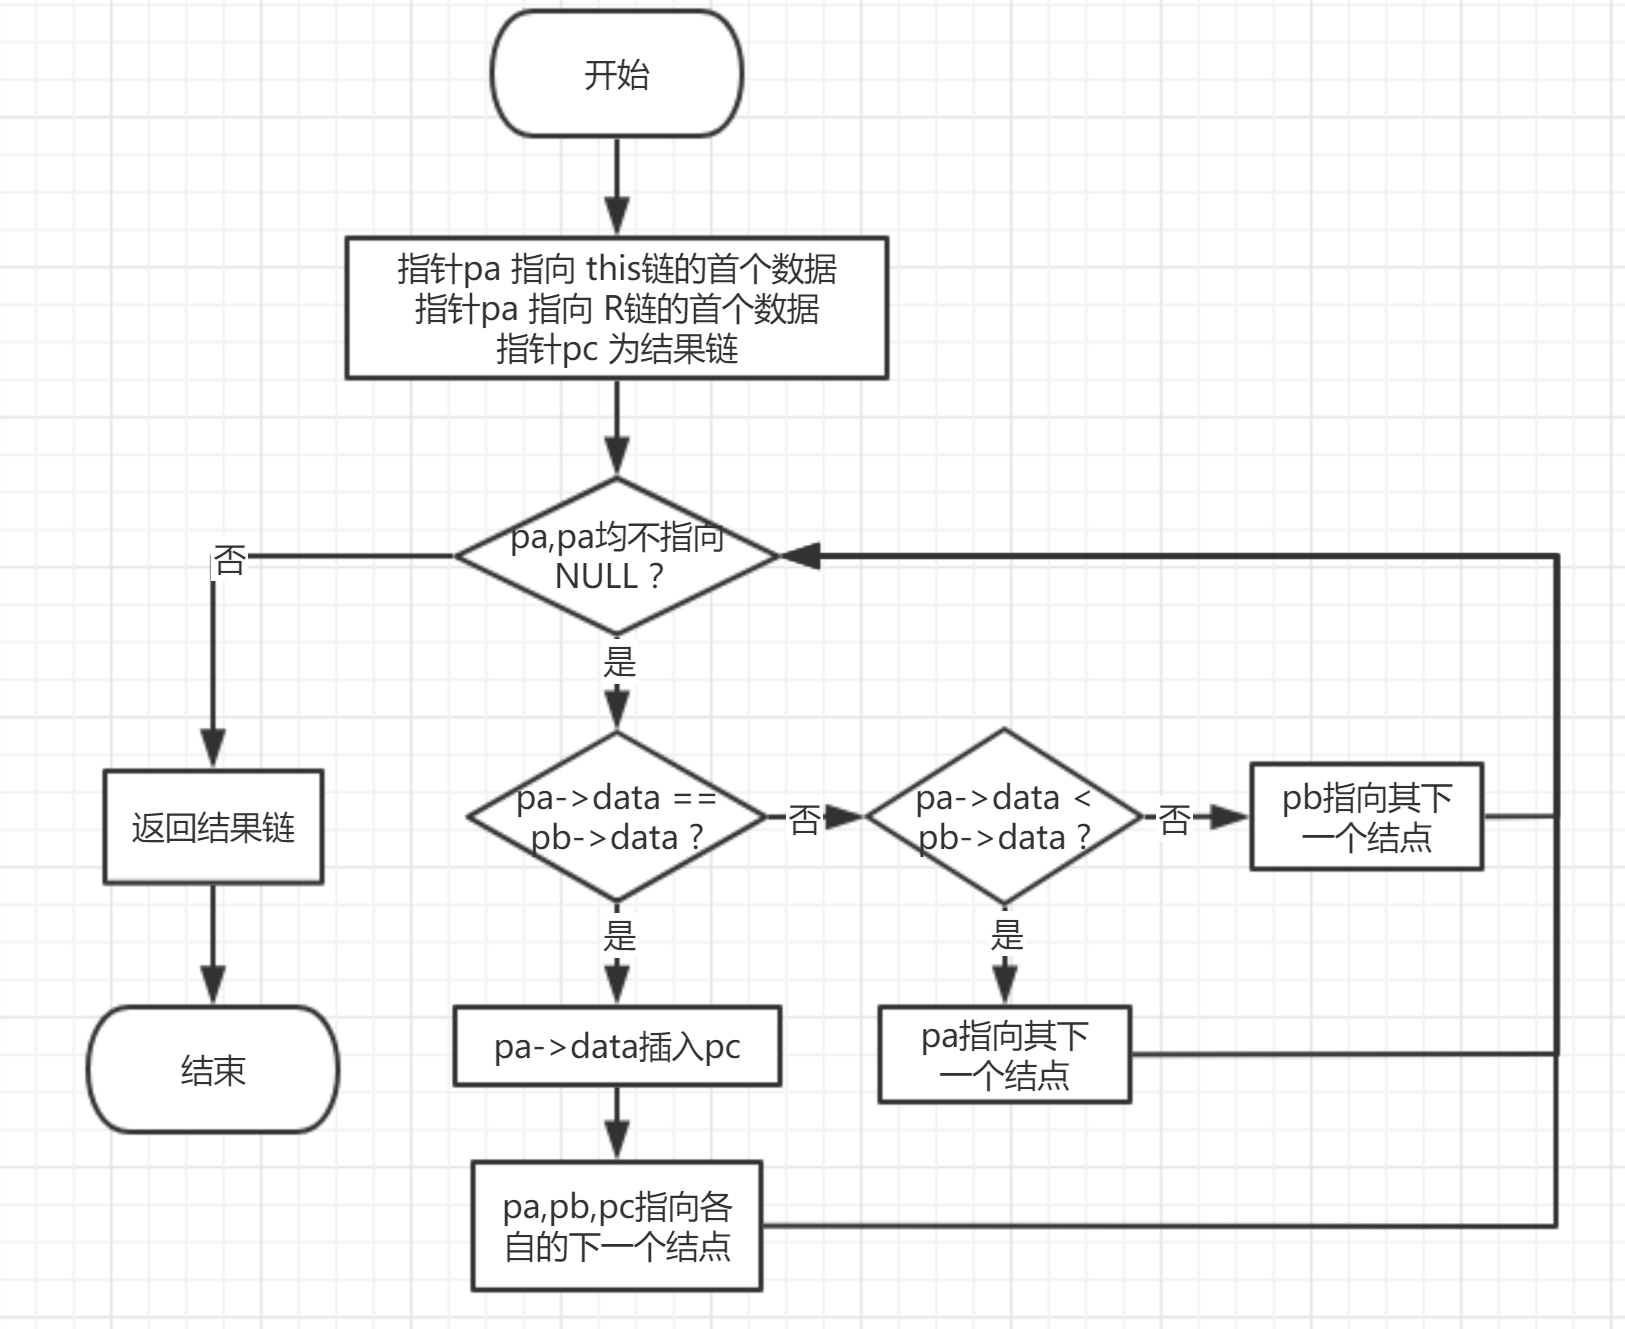 开始
指针pa 指向 this链的首个数据
指针pa 指向 R链的首个数据
指针pc 为结果链
pa,pa均不指向
NULL ?
否
是
返回结果链
pa->data ==
pb->data ?
否
pa->data <
pb->data ?
否
pb指向其下
一个结点
是
是
结束
pa->data插入pc
pa指向其下
一个结点
pa,pb,pc指向各
自的下一个结点